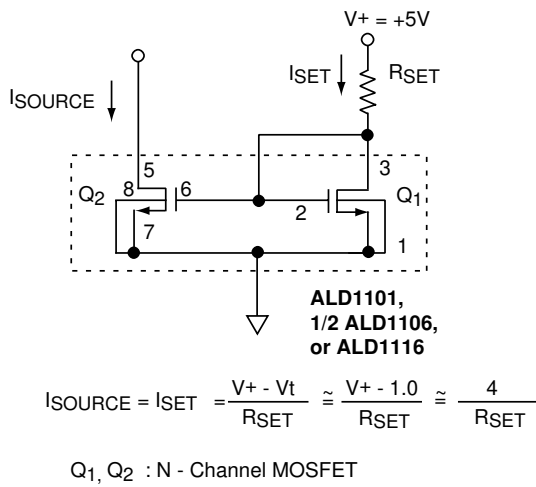 V+ = +5V
ISET
RSET
ISOURCE
5
3
Q2
8
6
2
Q1
7
1
ALD1101,
1/2 ALD1106,
or ALD1116
ISOURCE = ISET = V+ - Vt / RSET ≅ V+ - 1.0 / RSET ≅ 4 / RSET
Q1, Q2 : N - Channel MOSFET